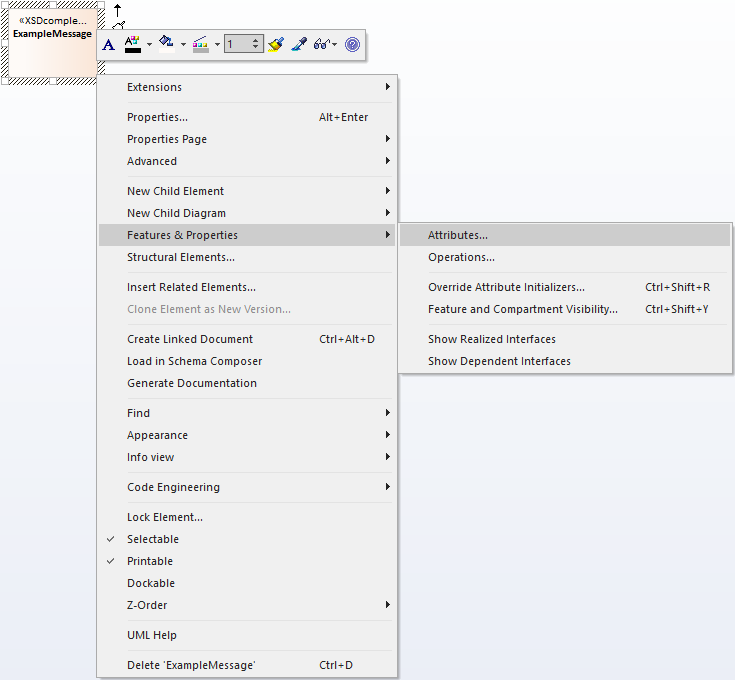 «XSDcomple...
ExampleMessage
A A 1
Extensions
Properties... Alt+Enter
Properties Page
Advanced
New Child Element
New Child Diagram
Features & Properties
Structural Elements...
Insert Related Elements...
Clone Element as New Version...
Create Linked Document Ctrl+Alt+D
Load in Schema Composer
Generate Documentation
Find
Appearance
Info view
Code Engineering
Lock Element...
Selectable
Printable
Dockable
Z-Order
UML Help
Delete 'ExampleMessage' Ctrl+D
Attributes...
Operations...
Override Attribute Initializers... Ctrl+Shift+R
Feature and Compartment Visibility... Ctrl+Shift+Y
Show Realized Interfaces
Show Dependent Interfaces